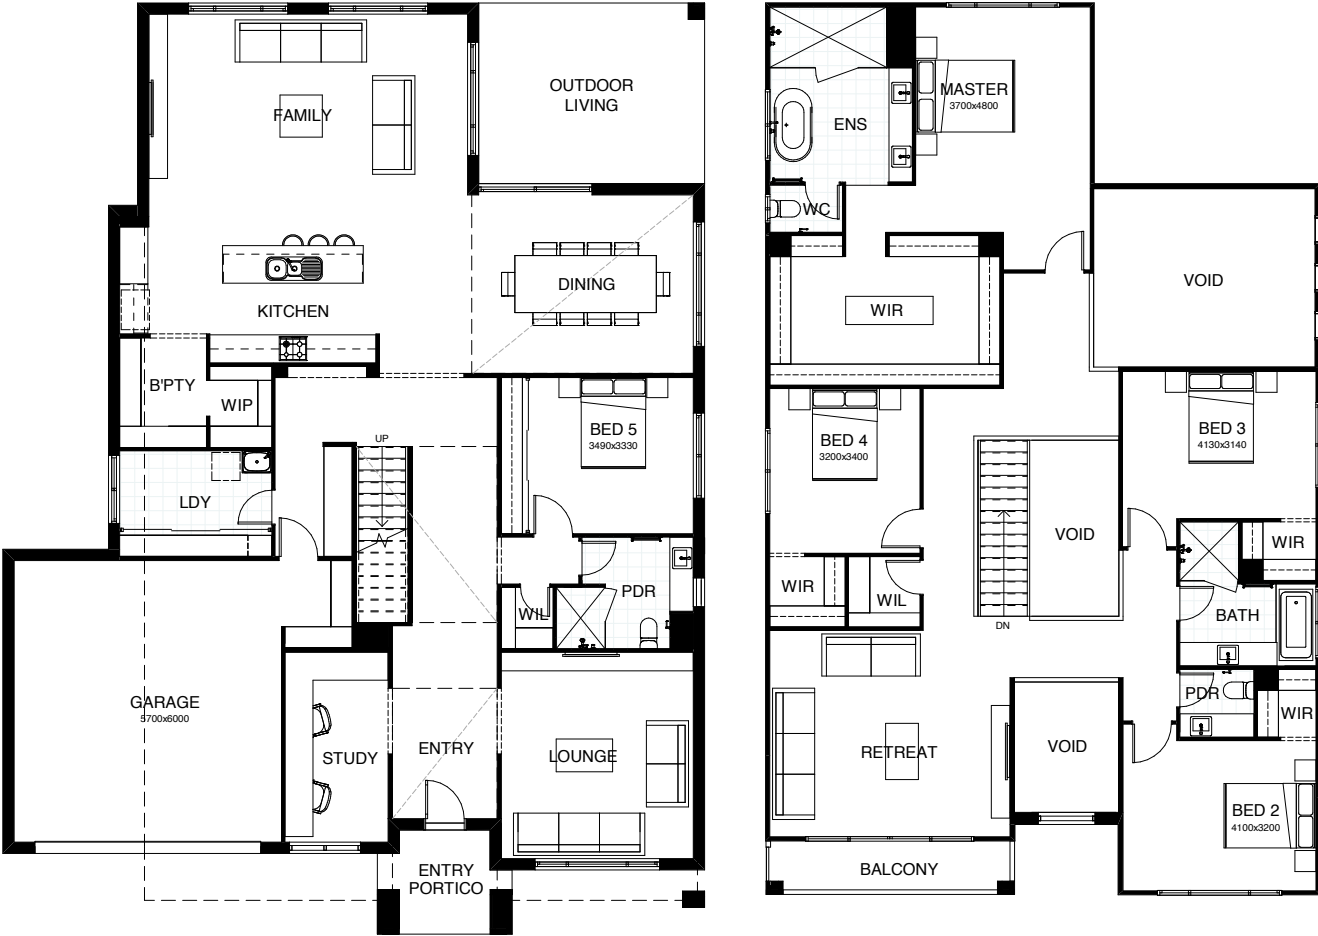 OUTDOOR
LIVING
FAMILY
KITCHEN
DINING
B'PTY
WIP
UP
BED 5
3490x3330
LDY
PDR
WIL
GARAGE
5700x6000
STUDY
ENTRY
LOUNGE
ENTRY
PORTICO
MASTER
3700x4800
ENS
WC
WIR
VOID
BED 4
3200x3400
BED 3
4130x3140
VOID
WIR
WIR
WIL
DN
BATH
PDR
WIR
RETREAT
VOID
BED 2
4100x3200
BALCONY